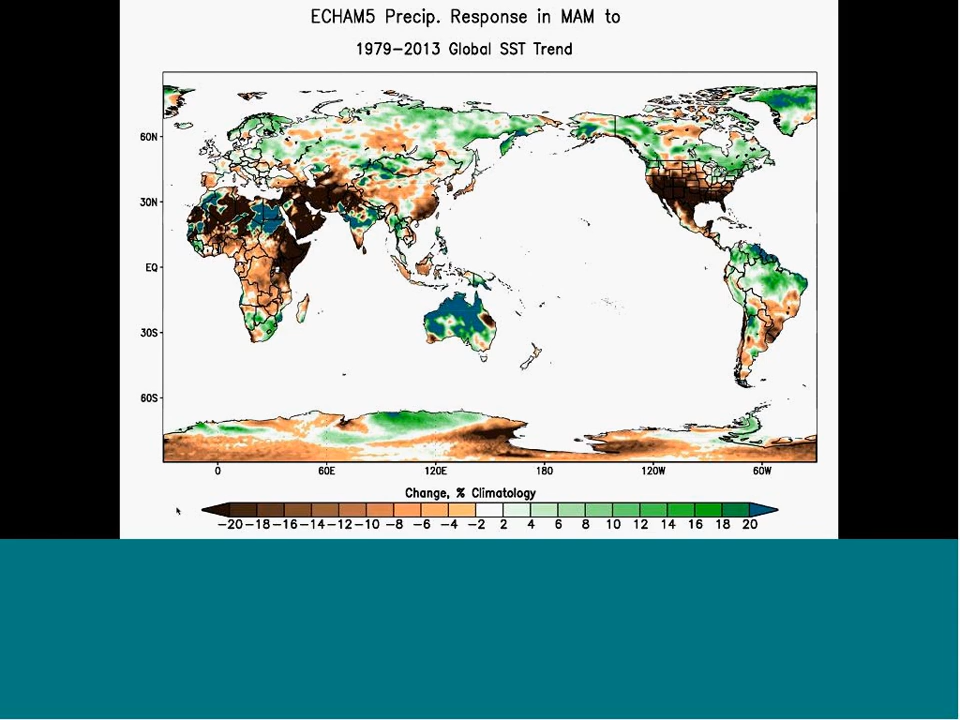 ECHAM5 Precip. Response in MAM to
1979−2013 Global SST Trend
60N
30N
EQ
30S
60S
0 60E 120E 180 120W 60W
Change, % Climatology
−20 −18 −16 −14 −12 −10 −8 −6 −4 −2 2 4 6 8 10 12 14 16 18 20